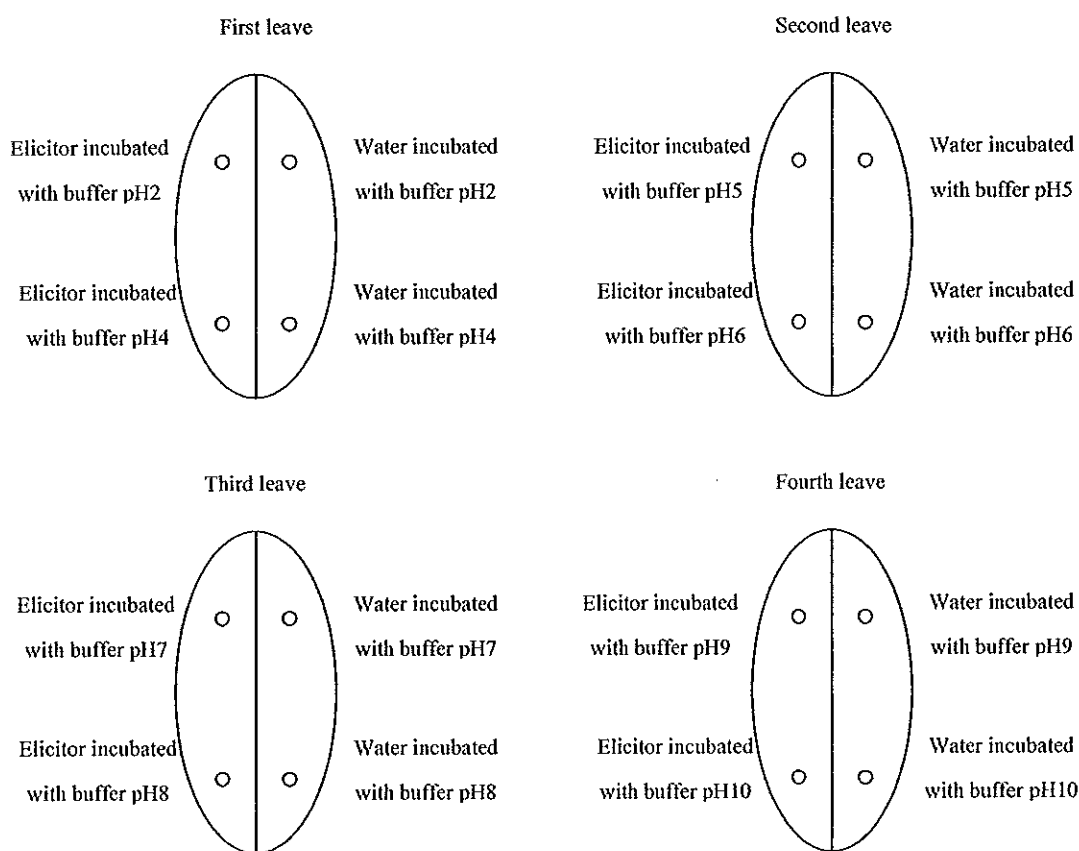 First leave
Second leave
Elicitor incubated
with buffer pH2
Water incubated
with buffer pH2
Elicitor incubated
with buffer pH5
Water incubated
with buffer pH5
Elicitor incubated
with buffer pH4
Water incubated
with buffer pH4
Elicitor incubated
with buffer pH6
Water incubated
with buffer pH6
Third leave
Fourth leave
Elicitor incubated
with buffer pH7
Water incubated
with buffer pH7
Elicitor incubated
with buffer pH9
Water incubated
with buffer pH9
Elicitor incubated
with buffer pH8
Water incubated
with buffer pH8
Elicitor incubated
with buffer pH10
Water incubated
with buffer pH10